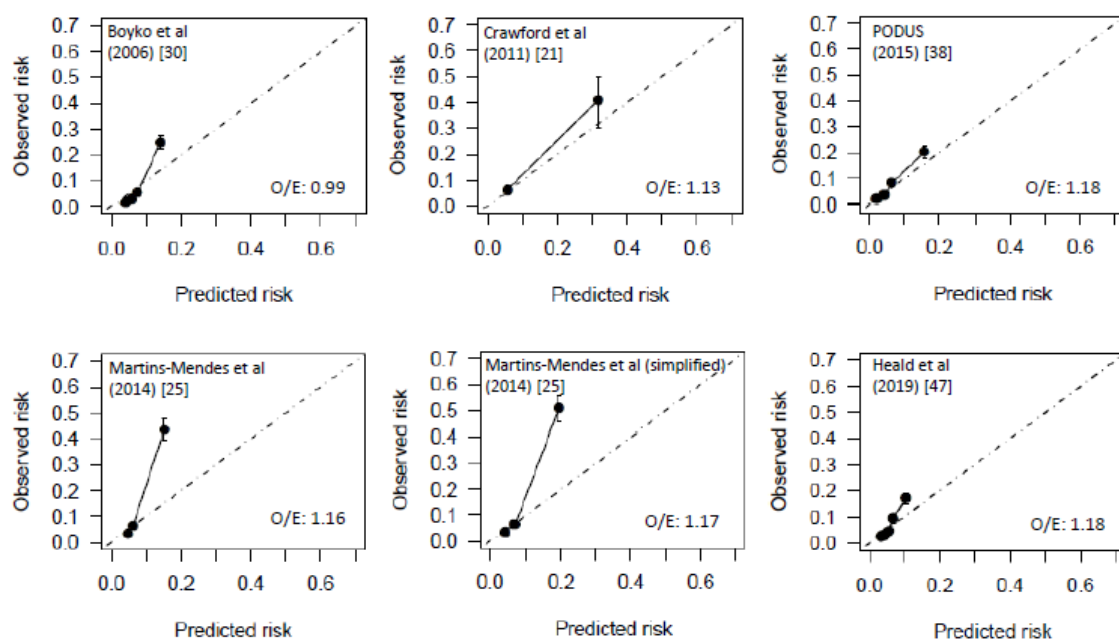 Boyko et al
(2006) [30]
Observed risk
0.7
0.6
0.5
0.4
0.3
0.2
0.1
0.0
O/E: 0.99
0.0 0.2 0.4 0.6
Predicted risk
Crawford et al
(2011) [21]
Observed risk
0.7
0.6
0.5
0.4
0.3
0.2
0.1
0.0
O/E: 1.13
0.0 0.2 0.4 0.6
Predicted risk
PODUS
(2015) [38]
Observed risk
0.7
0.6
0.5
0.4
0.3
0.2
0.1
0.0
O/E: 1.18
0.0 0.2 0.4 0.6
Predicted risk
Martins-Mendes et al
(2014) [25]
Observed risk
0.7
0.6
0.5
0.4
0.3
0.2
0.1
0.0
O/E: 1.16
0.0 0.2 0.4 0.6
Predicted risk
Martins-Mendes et al (simplified)
(2014) [25]
Observed risk
0.7
0.6
0.5
0.4
0.3
0.2
0.1
0.0
O/E: 1.17
0.0 0.2 0.4 0.6
Predicted risk
Heald et al
(2019) [47]
Observed risk
0.7
0.6
0.5
0.4
0.3
0.2
0.1
0.0
O/E: 1.18
0.0 0.2 0.4 0.6
Predicted risk